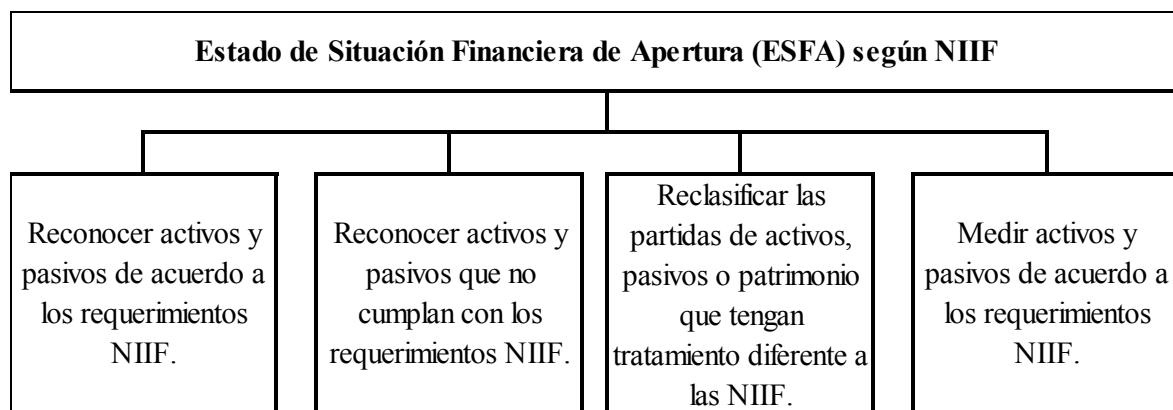 Estado de Situación Financiera de Apertura (ESFA) según NIIF
Reconocer activos y
pasivos de acuerdo a
los requerimientos
NIIF.
Reconocer activos y
pasivos que no
cumplan con los
requerimientos NIIF.
Reclasificar las
partidas de activos,
pasivos o patrimonio
que tengan
tratamiento diferente a
las NIIF.
Medir activos y
pasivos de acuerdo a
los requerimientos
NIIF.